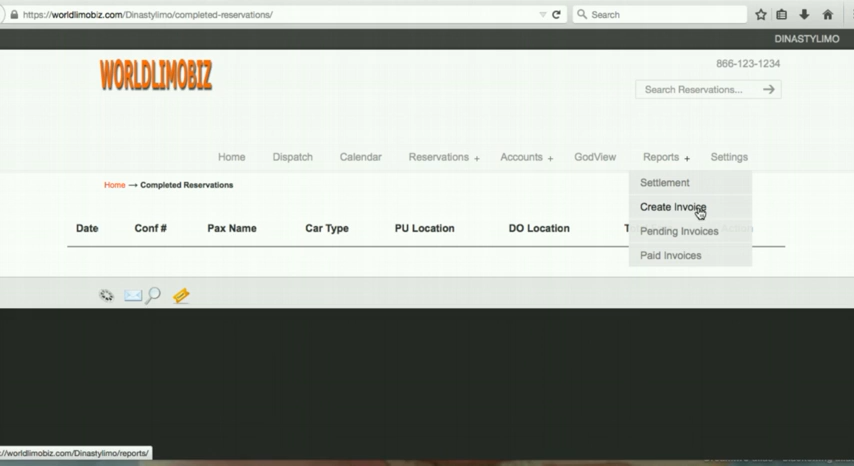 https://worldlimobiz.com/Dinastylimo/completed-reservations/
Search
DINASTYLIMO
WORLDLIMOBIZ
866-123-1234
Search Reservations...
Home Dispatch Calendar Reservations + Accounts + GodView Reports + Settings
Home → Completed Reservations
Settlement
Create Invoice
Pending Invoices
Paid Invoices
Date Conf # Pax Name Car Type PU Location DO Location
://worldlimobiz.com/Dinastylimo/reports/